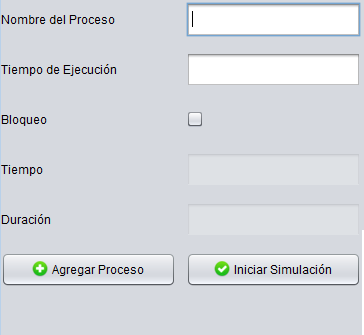 Nombre del Proceso
Tiempo de Ejecución
Bloqueo
Tiempo
Duración
Agregar Proceso
Iniciar Simulación